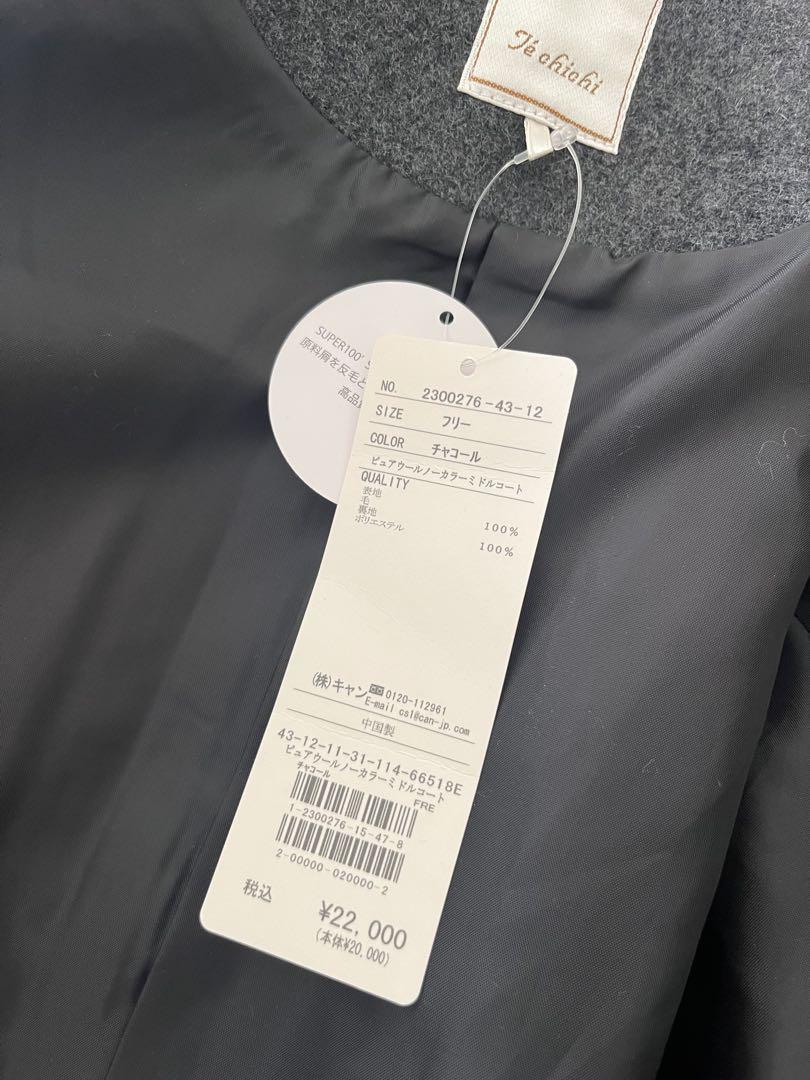 Té chichi
SUPER100'S
原料屑を反毛と
高品
NO. 2300276-43-12
SIZE フリー
COLOR チャコール
ピュアウールノーカラーミドルコート
QUALITY
表地
毛 100%
裏地
ポリエステル 100%
(株)キャン 0120-112961
E-mail csl@can-jp.com
中国製
43-12-11-31-114-66518E
ピュアウールノーカラーミドルコート
チャコール FRE
1-2300276-15-47-8
2-00000-020000-2
税込 ¥22,000
(本体¥20,000)